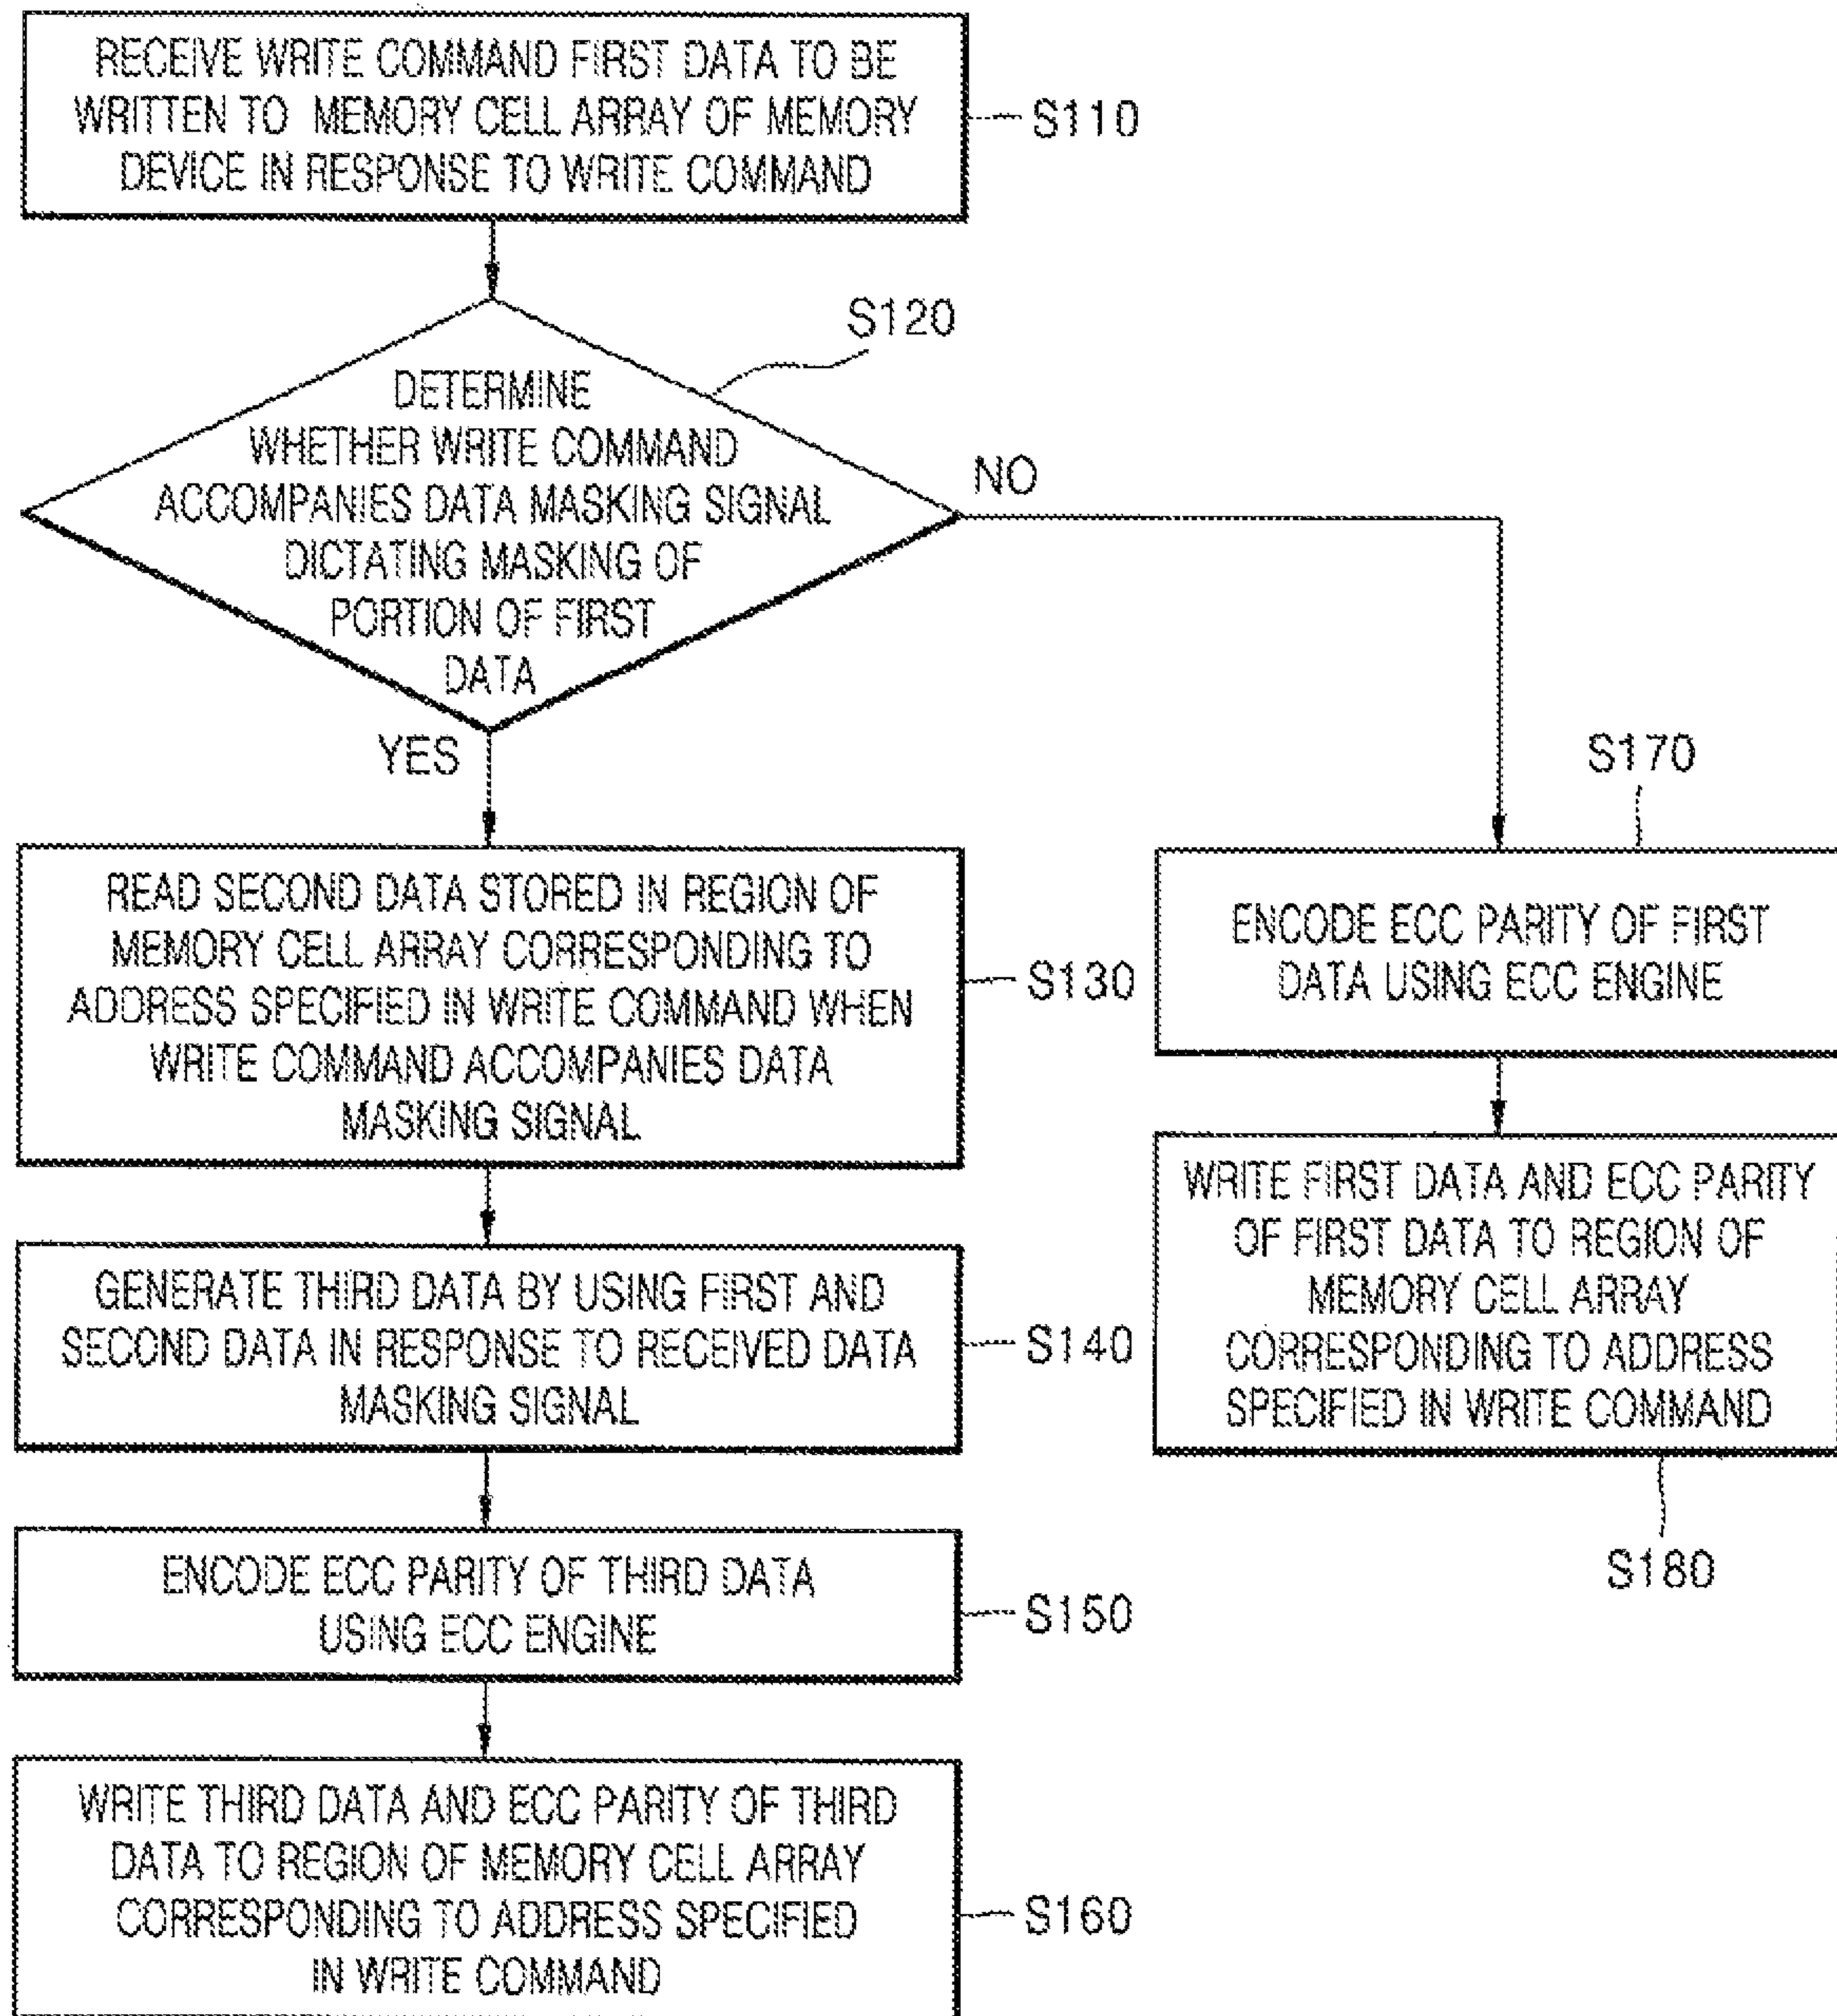 RECEIVE WRITE COMMAND FIRST DATA TO BE
WRITTEN TO MEMORY CELL ARRAY OF MEMORY
DEVICE IN RESPONSE TO WRITE COMMAND
S110
S120
DETERMINE
WHETHER WRITE COMMAND
ACCOMPANIES DATA MASKING SIGNAL
DICTATING MASKING OF
PORTION OF FIRST
DATA
NO
YES
READ SECOND DATA STORED IN REGION OF
MEMORY CELL ARRAY CORRESPONDING TO
ADDRESS SPECIFIED IN WRITE COMMAND WHEN
WRITE COMMAND ACCOMPANIES DATA
MASKING SIGNAL
S130
GENERATE THIRD DATA BY USING FIRST AND
SECOND DATA IN RESPONSE TO RECEIVED DATA
MASKING SIGNAL
S140
ENCODE ECC PARITY OF THIRD DATA
USING ECC ENGINE
S150
WRITE THIRD DATA AND ECC PARITY OF THIRD
DATA TO REGION OF MEMORY CELL ARRAY
CORRESPONDING TO ADDRESS SPECIFIED
IN WRITE COMMAND
S160
S170
ENCODE ECC PARITY OF FIRST
DATA USING ECC ENGINE
WRITE FIRST DATA AND ECC PARITY
OF FIRST DATA TO REGION OF
MEMORY CELL ARRAY
CORRESPONDING TO ADDRESS
SPECIFIED IN WRITE COMMAND
S180